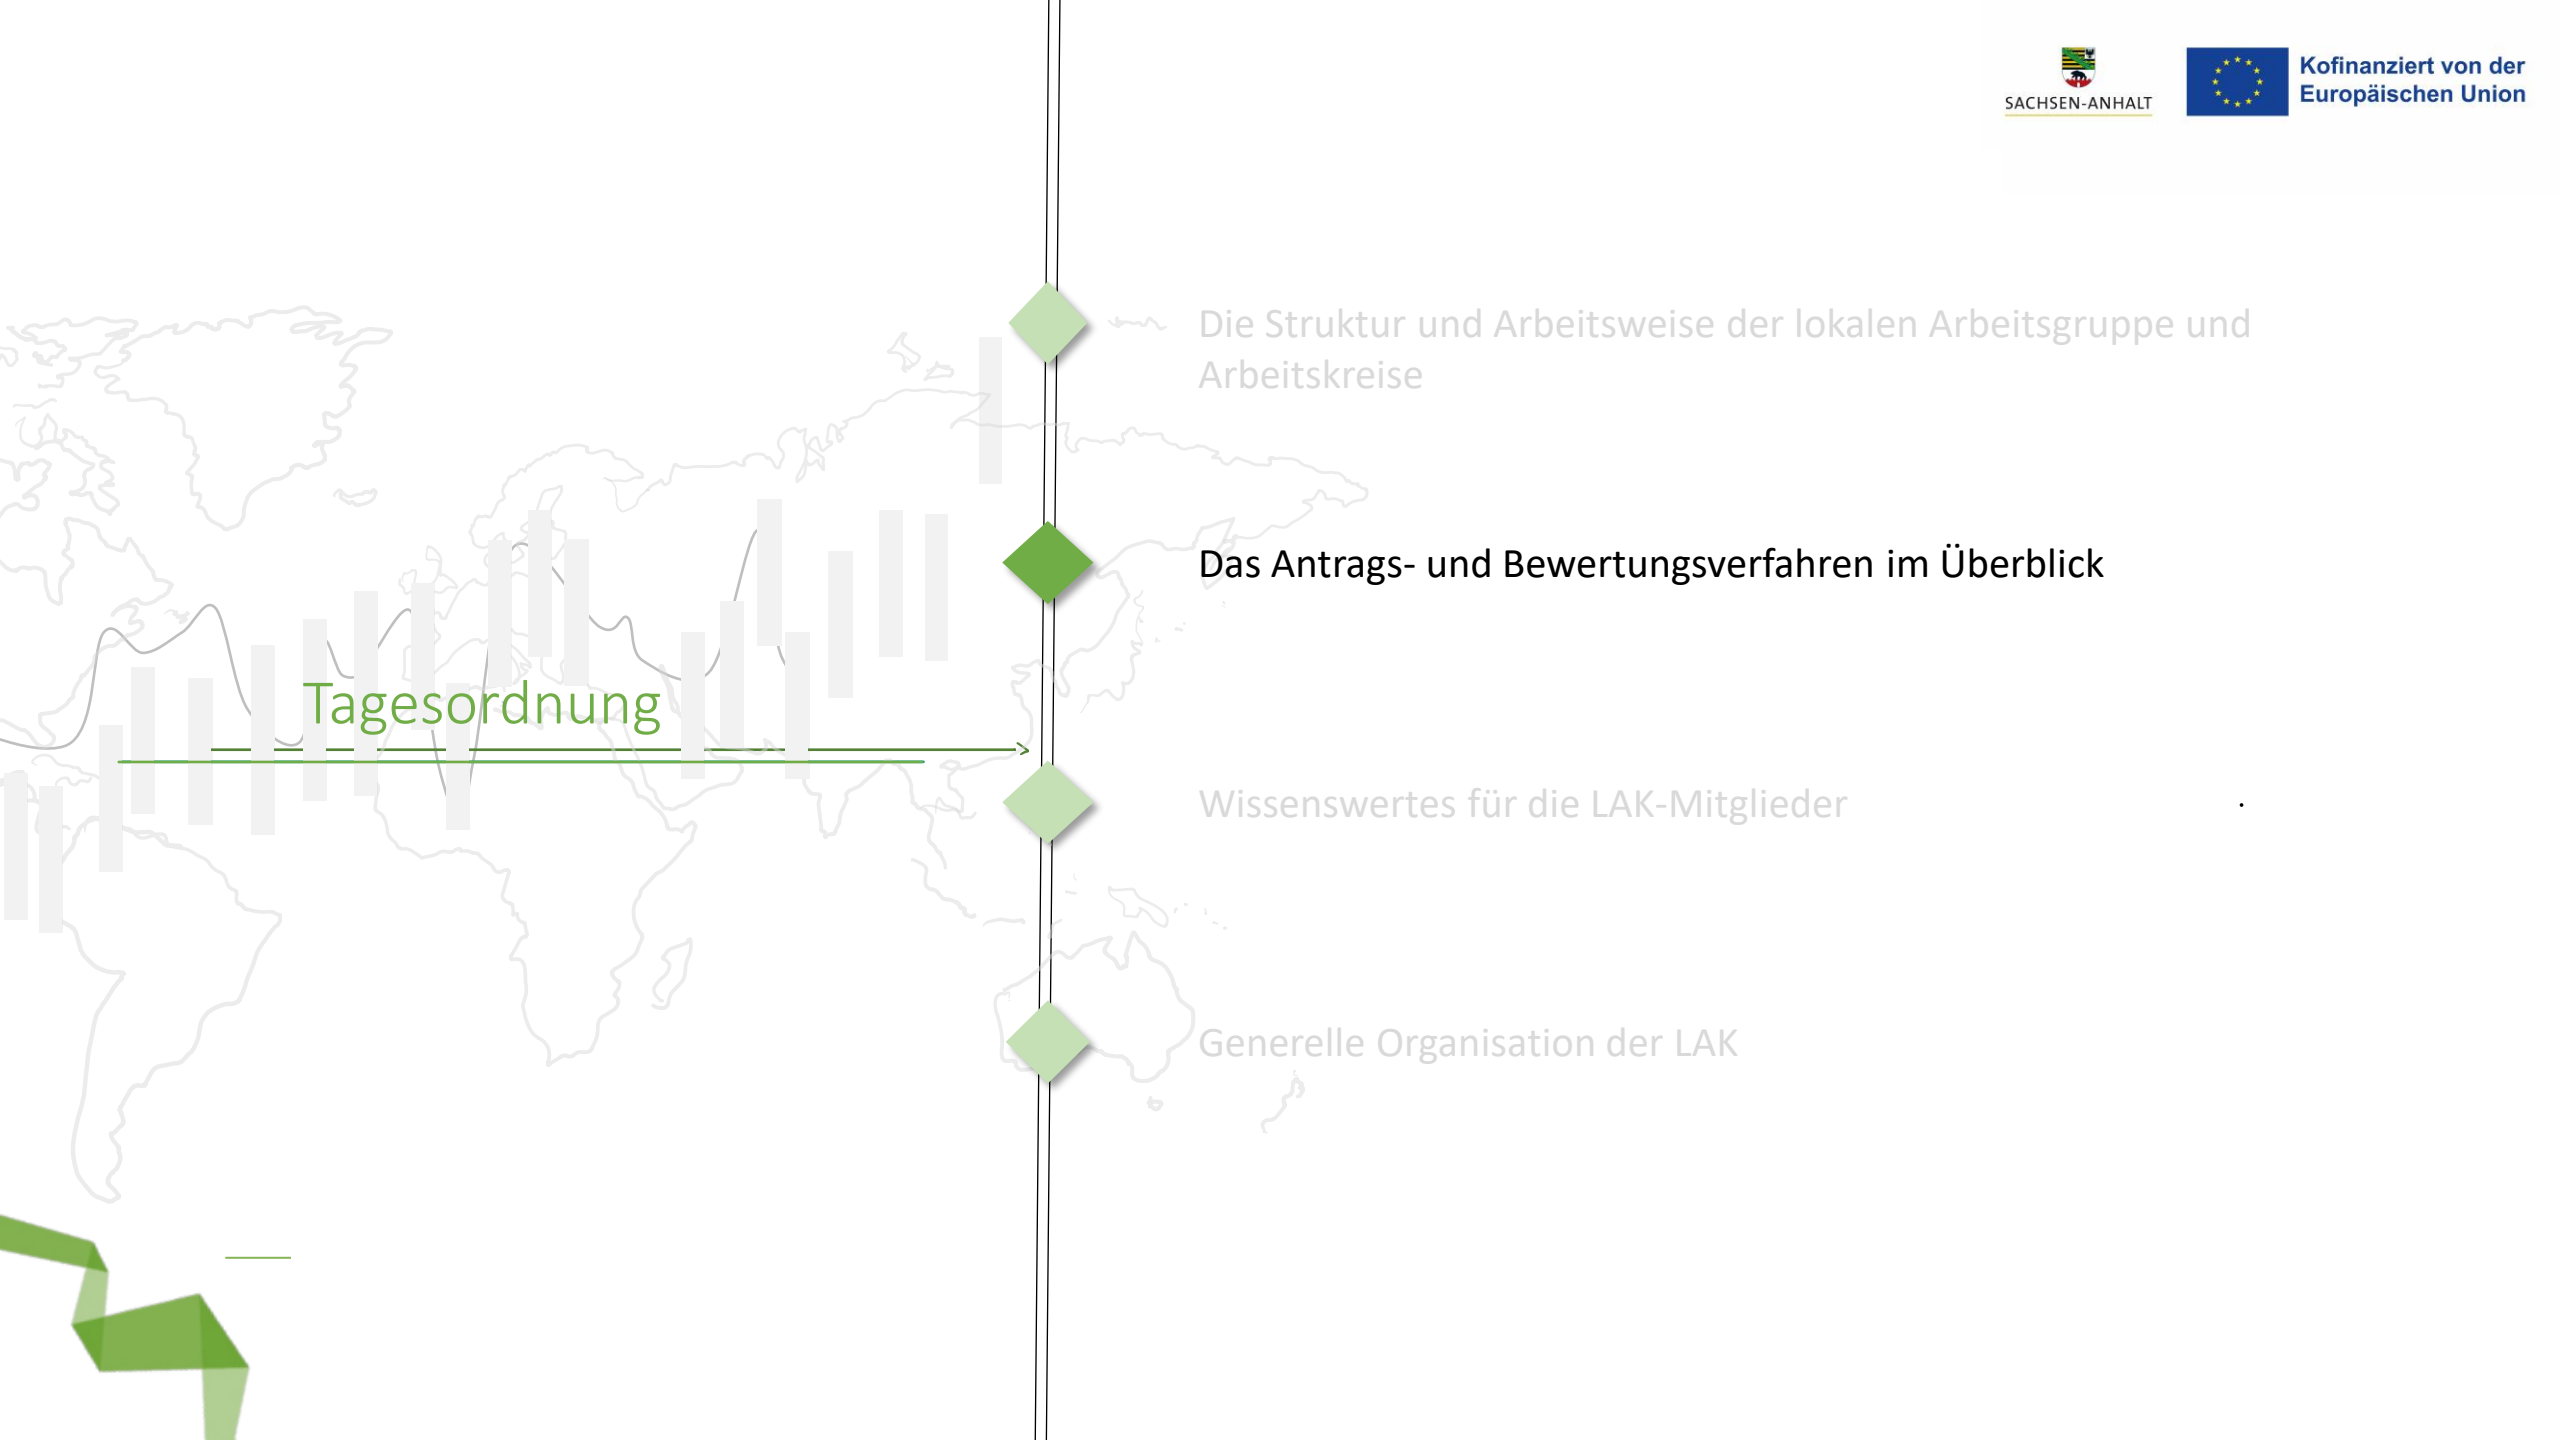 SACHSEN-ANHALT
Kofinanziert von der
Europäischen Union
Tagesordnung
Die Struktur und Arbeitsweise der lokalen Arbeitsgruppe und
Arbeitskreise
Das Antrags- und Bewertungsverfahren im Überblick
Wissenswertes für die LAK-Mitglieder .
Generelle Organisation der LAK